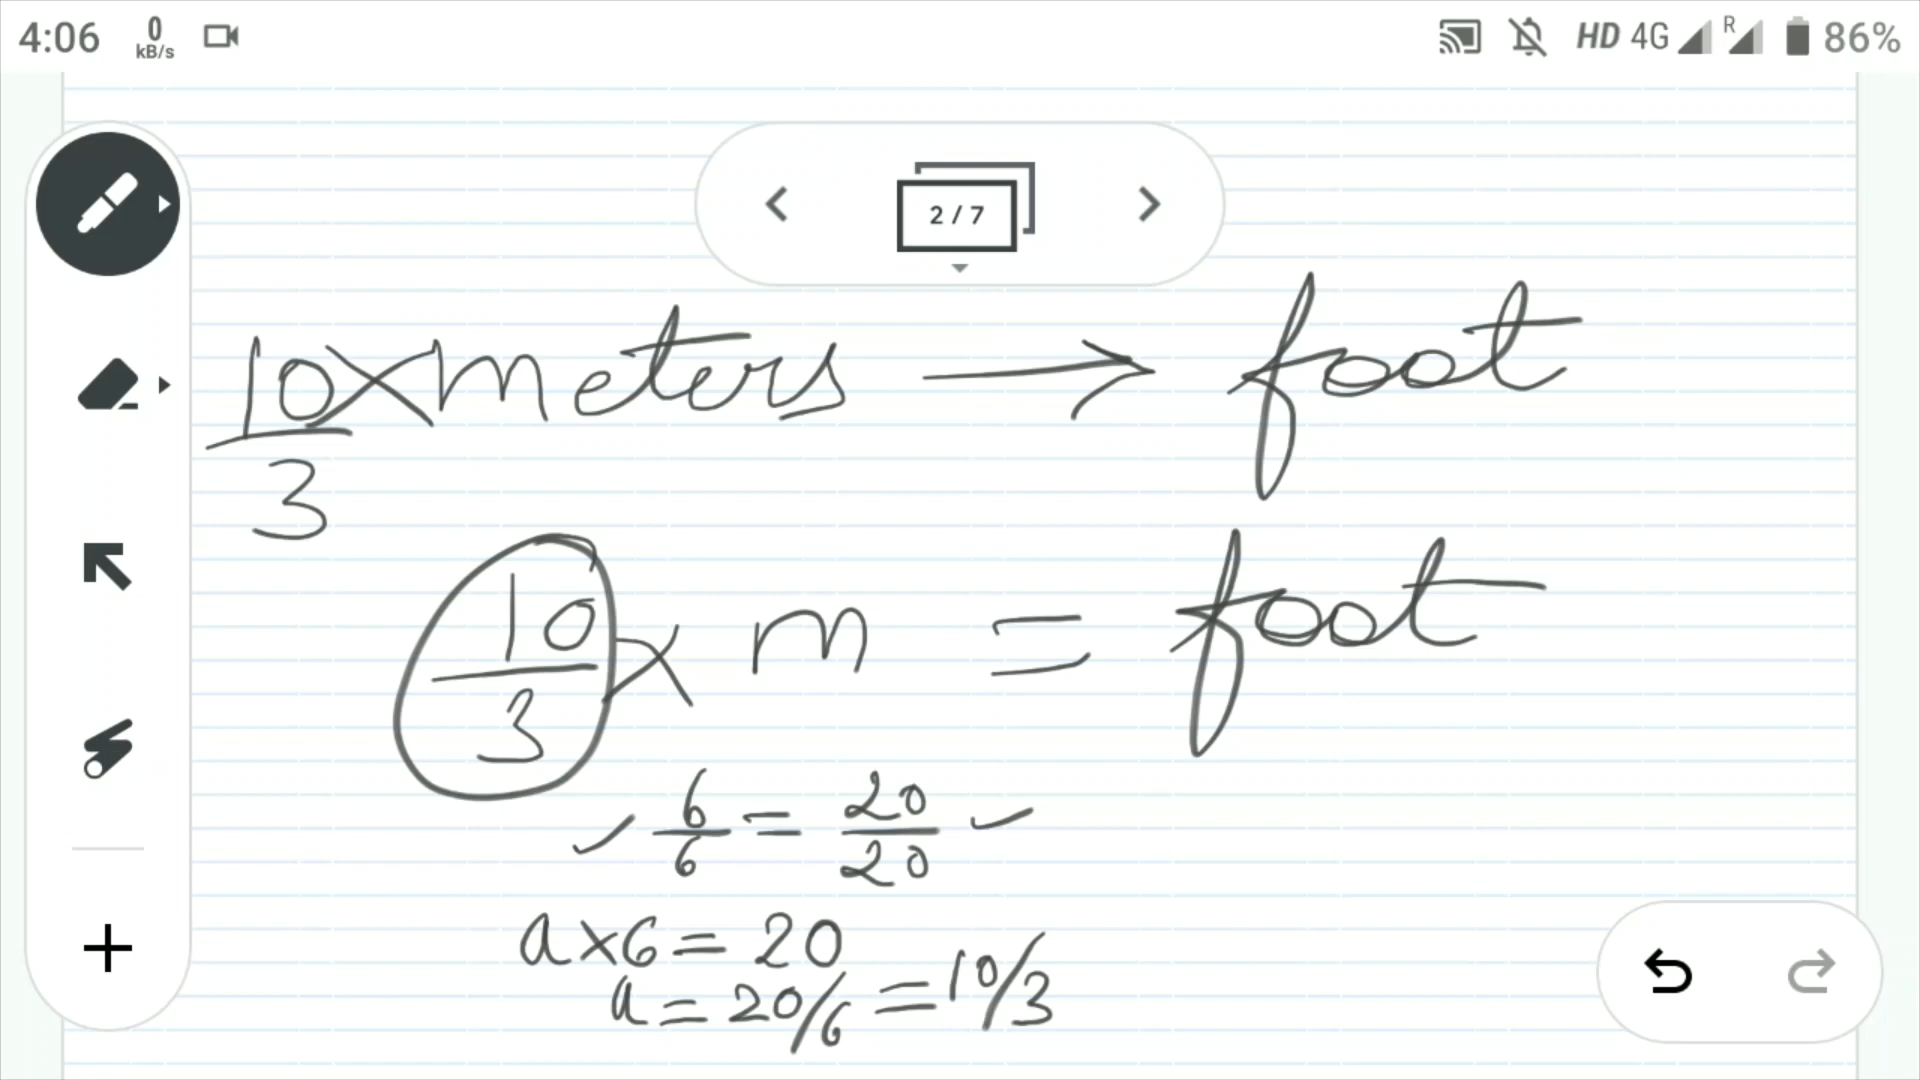 4:06 0 kB/s HD 4G R 86%
2 / 7
10/3 × meters → foot
10/3 × m = foot
6/6 = 20/20
a×6 = 20
a = 20/6 = 10/3